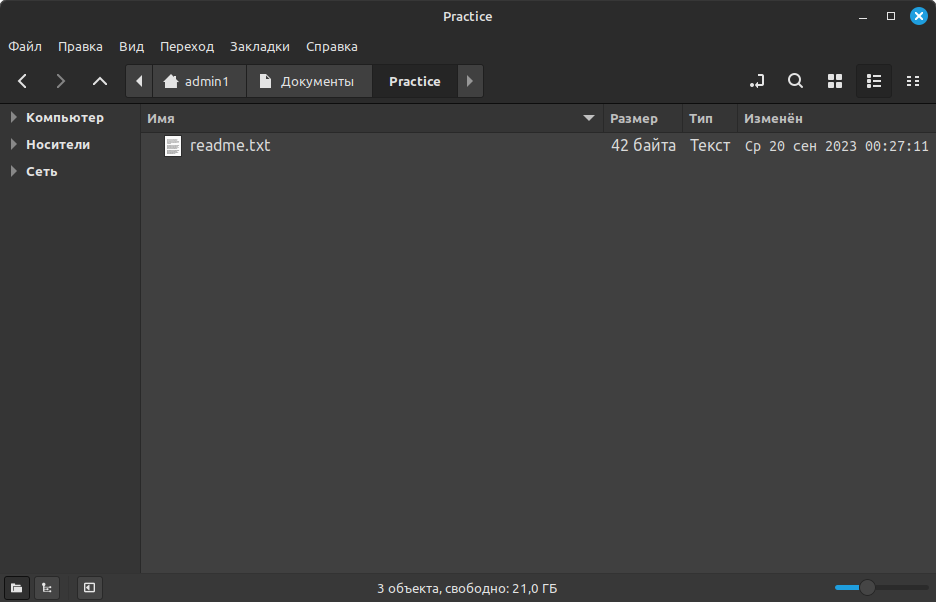 Practice
Файл Правка Вид Переход Закладки Справка
admin1 Документы Practice
Компьютер
Носители
Сеть
Имя Размер Тип Изменён
readme.txt 42 байта Текст Ср 20 сен 2023 00:27:11
3 объекта, свободно: 21,0 ГБ